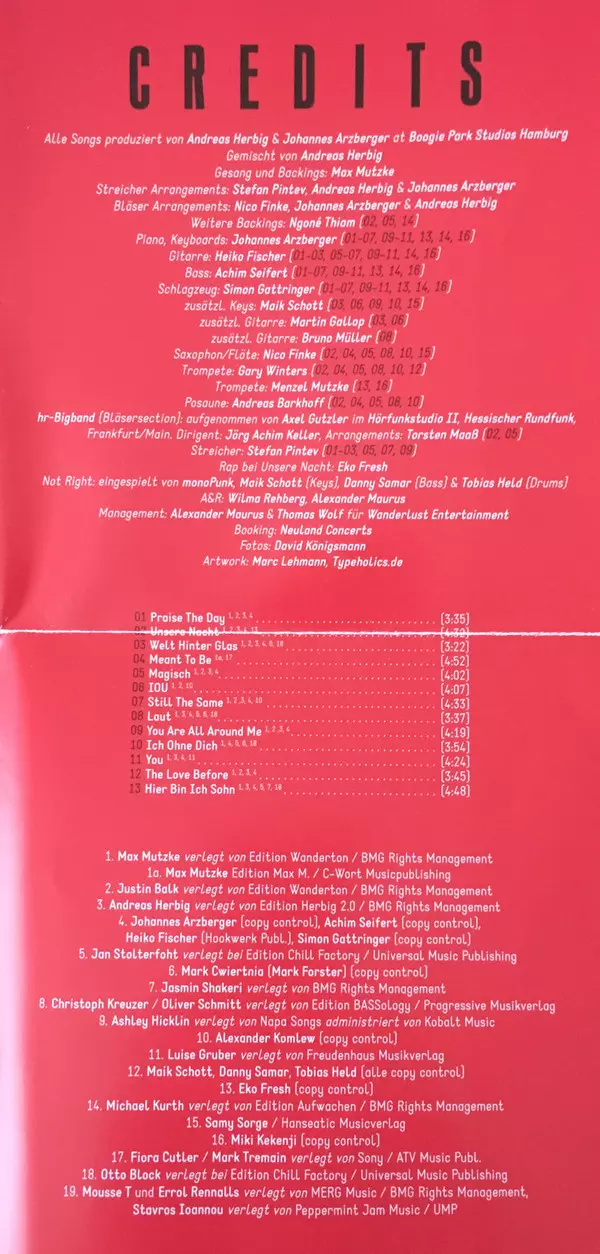 CREDITS
Alle Songs produziert von Andreas Herbig & Johannes Arzberger at Boogie Park Studios Hamburg
Gemischt von Andreas Herbig
Gesang und Backings: Max Mutzke
Streicher Arrangements: Stefan Pintev, Andreas Herbig & Johannes Arzberger
Bläser Arrangements: Nico Finke, Johannes Arzberger & Andreas Herbig
Weitere Backings: Ngoné Thiam (02, 05, 14)
Piano, Keyboards: Johannes Arzberger (01-07, 09-11, 13, 14, 16)
Gitarre: Heiko Fischer (01-03, 05-07, 09-11, 14, 16)
Bass: Achim Seifert (01-07, 09-11, 13, 14, 16)
Schlagzeug: Simon Gattringer (01-07, 09-11, 13, 14, 16)
zusätzl. Keys: Maik Schott (03, 06, 09, 10, 15)
zusätzl. Gitarre: Martin Gallop (03, 06)
zusätzl. Gitarre: Bruno Müller (08)
Saxophon/Flöte: Nico Finke (02, 04, 05, 08, 10, 15)
Trompete: Gary Winters (02, 04, 05, 08, 10, 12)
Trompete: Menzel Mutzke (13, 16)
Posaune: Andreas Barkhoff (02, 04, 05, 08, 10)
hr-Bigband (Bläsersection): aufgenommen von Axel Gutzler im Hörfunkstudio II, Hessischer Rundfunk,
Frankfurt/Main. Dirigent: Jörg Achim Keller, Arrangements: Torsten Maaß (02, 05)
Streicher: Stefan Pintev (01-03, 05, 07, 09)
Rap bei Unsere Nacht: Eko Fresh
Not Right: eingespielt von monoPunk, Maik Schott (Keys), Danny Samar (Bass) & Tobias Held (Drums)
A&R: Wilma Rehberg, Alexander Maurus
Management: Alexander Maurus & Thomas Wolf für Wanderlust Entertainment
Booking: Neuland Concerts
Fotos: David Königsmann
Artwork: Marc Lehmann, Typeholics.de
01 Praise The Day 1, 2, 3, 4 (3:35)
02 Unsere Nacht 1, 2, 3, 4, 13 (4:32)
03 Welt Hinter Glas 1, 2, 3, 4, 6, 18 (3:22)
04 Meant To Be 1a, 17 (4:52)
05 Magisch 1, 2, 3, 4 (4:02)
06 IOU 1, 2, 10 (4:07)
07 Still The Same 1, 2, 3, 4, 10 (4:33)
08 Laut 1, 3, 4, 5, 6, 18 (3:37)
09 You Are All Around Me 1, 2, 3, 4 (4:19)
10 Ich Ohne Dich 1, 4, 5, 6, 18 (3:54)
11 You 1, 3, 4, 11 (4:24)
12 The Love Before 1, 2, 3, 4 (3:45)
13 Hier Bin Ich Sohn 1, 3, 4, 5, 7, 18 (4:48)
1. Max Mutzke verlegt von Edition Wanderton / BMG Rights Management
1a. Max Mutzke Edition Max M. / C-Wort Musicpublishing
2. Justin Balk verlegt von Edition Wanderton / BMG Rights Management
3. Andreas Herbig verlegt von Edition Herbig 2.0 / BMG Rights Management
4. Johannes Arzberger (copy control), Achim Seifert (copy control),
Heiko Fischer (Hookwerk Publ.), Simon Gattringer (copy control)
5. Jan Stolterfoht verlegt bei Edition Chill Factory / Universal Music Publishing
6. Mark Cwiertnia (Mark Forster) (copy control)
7. Jasmin Shakeri verlegt von BMG Rights Management
8. Christoph Kreuzer / Oliver Schmitt verlegt von Edition BASSology / Progressive Musikverlag
9. Ashley Hicklin verlegt von Napa Songs administriert von Kobalt Music
10. Alexander Komlew (copy control)
11. Luise Gruber verlegt von Freudenhaus Musikverlag
12. Maik Schott, Danny Samar, Tobias Held (alle copy control)
13. Eko Fresh (copy control)
14. Michael Kurth verlegt von Edition Aufwachen / BMG Rights Management
15. Samy Sorge / Hanseatic Musicverlag
16. Miki Kekenji (copy control)
17. Fiora Cutler / Mark Tremain verlegt von Sony / ATV Music Publ.
18. Otto Block verlegt bei Edition Chill Factory / Universal Music Publishing
19. Mousse T und Errol Rennalls verlegt von MERG Music / BMG Rights Management,
Stavros Ioannou verlegt von Peppermint Jam Music / UMP